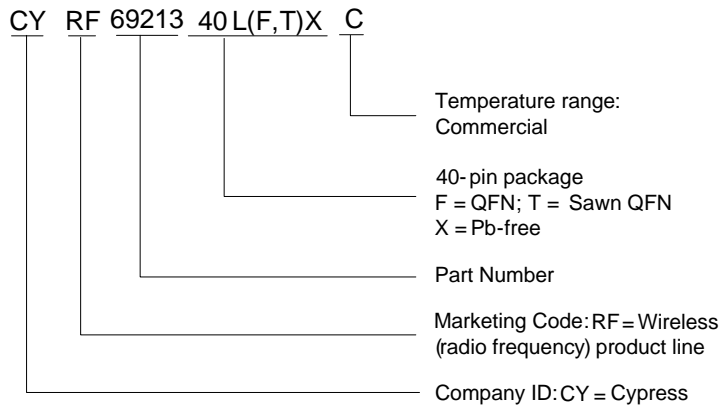 CY RF 69213 40L(F,T)X C
Temperature range:
Commercial
40-pin package
F = QFN; T = Sawn QFN
X = Pb-free
Part Number
Marketing Code: RF = Wireless
(radio frequency) product line
Company ID: CY = Cypress